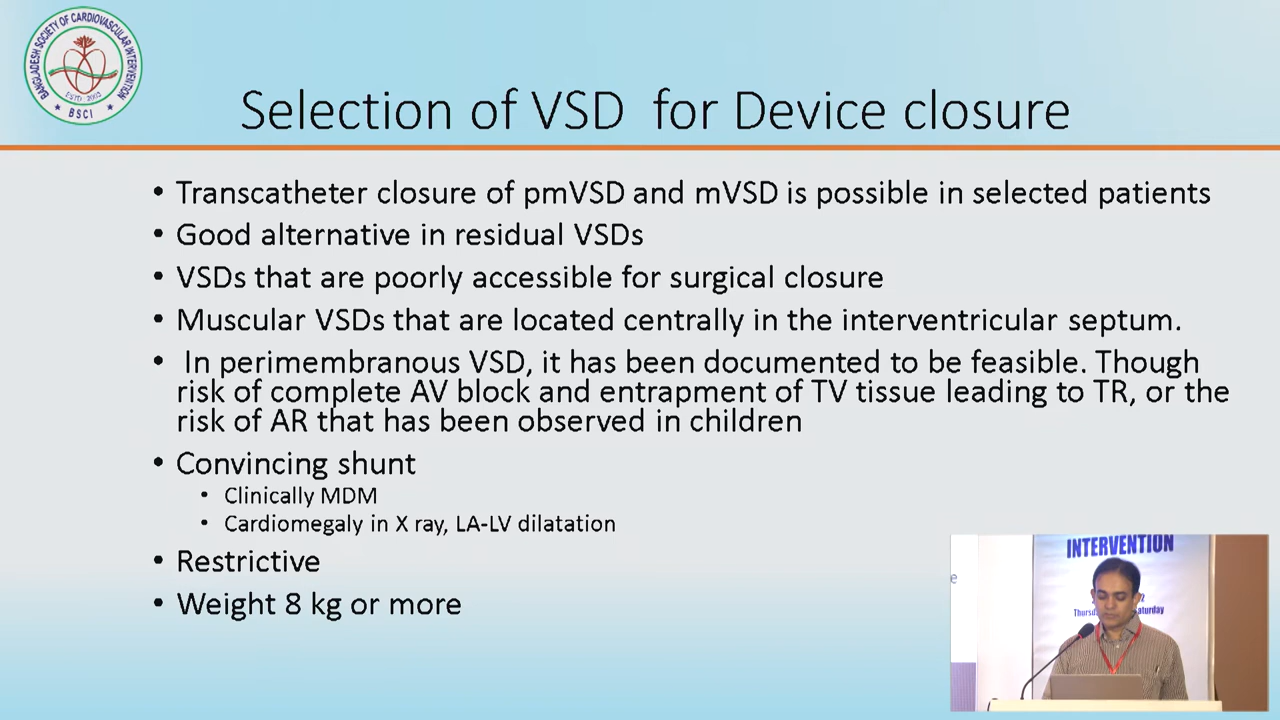 BANGLADESH SOCIETY OF CARDIOVASCULAR INTERVENTION
ESTD 2003
BSCI
Selection of VSD for Device closure
• Transcatheter closure of pmVSD and mVSD is possible in selected patients
• Good alternative in residual VSDs
• VSDs that are poorly accessible for surgical closure
• Muscular VSDs that are located centrally in the interventricular septum.
• In perimembranous VSD, it has been documented to be feasible. Though
risk of complete AV block and entrapment of TV tissue leading to TR, or the
risk of AR that has been observed in children
• Convincing shunt
• Clinically MDM
• Cardiomegaly in X ray, LA-LV dilatation
• Restrictive
• Weight 8 kg or more
INTERVENTION